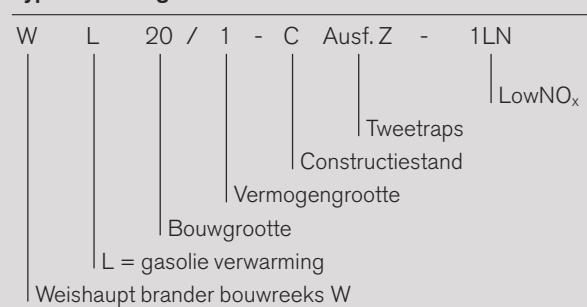 W L 20 / 1 - C Ausf. Z - 1LN
LowNOx
Tweetraps
Constructiestand
Vermogengrootte
Bouwgrootte
L = gasolie verwarming
Weishaupt brander bouwreeks W